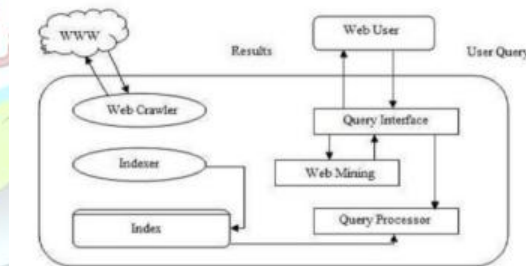 WWW
Web User
Results
User Query
Web Crawler
Query Interface
Indexer
Web Mining
Index
Query Processor